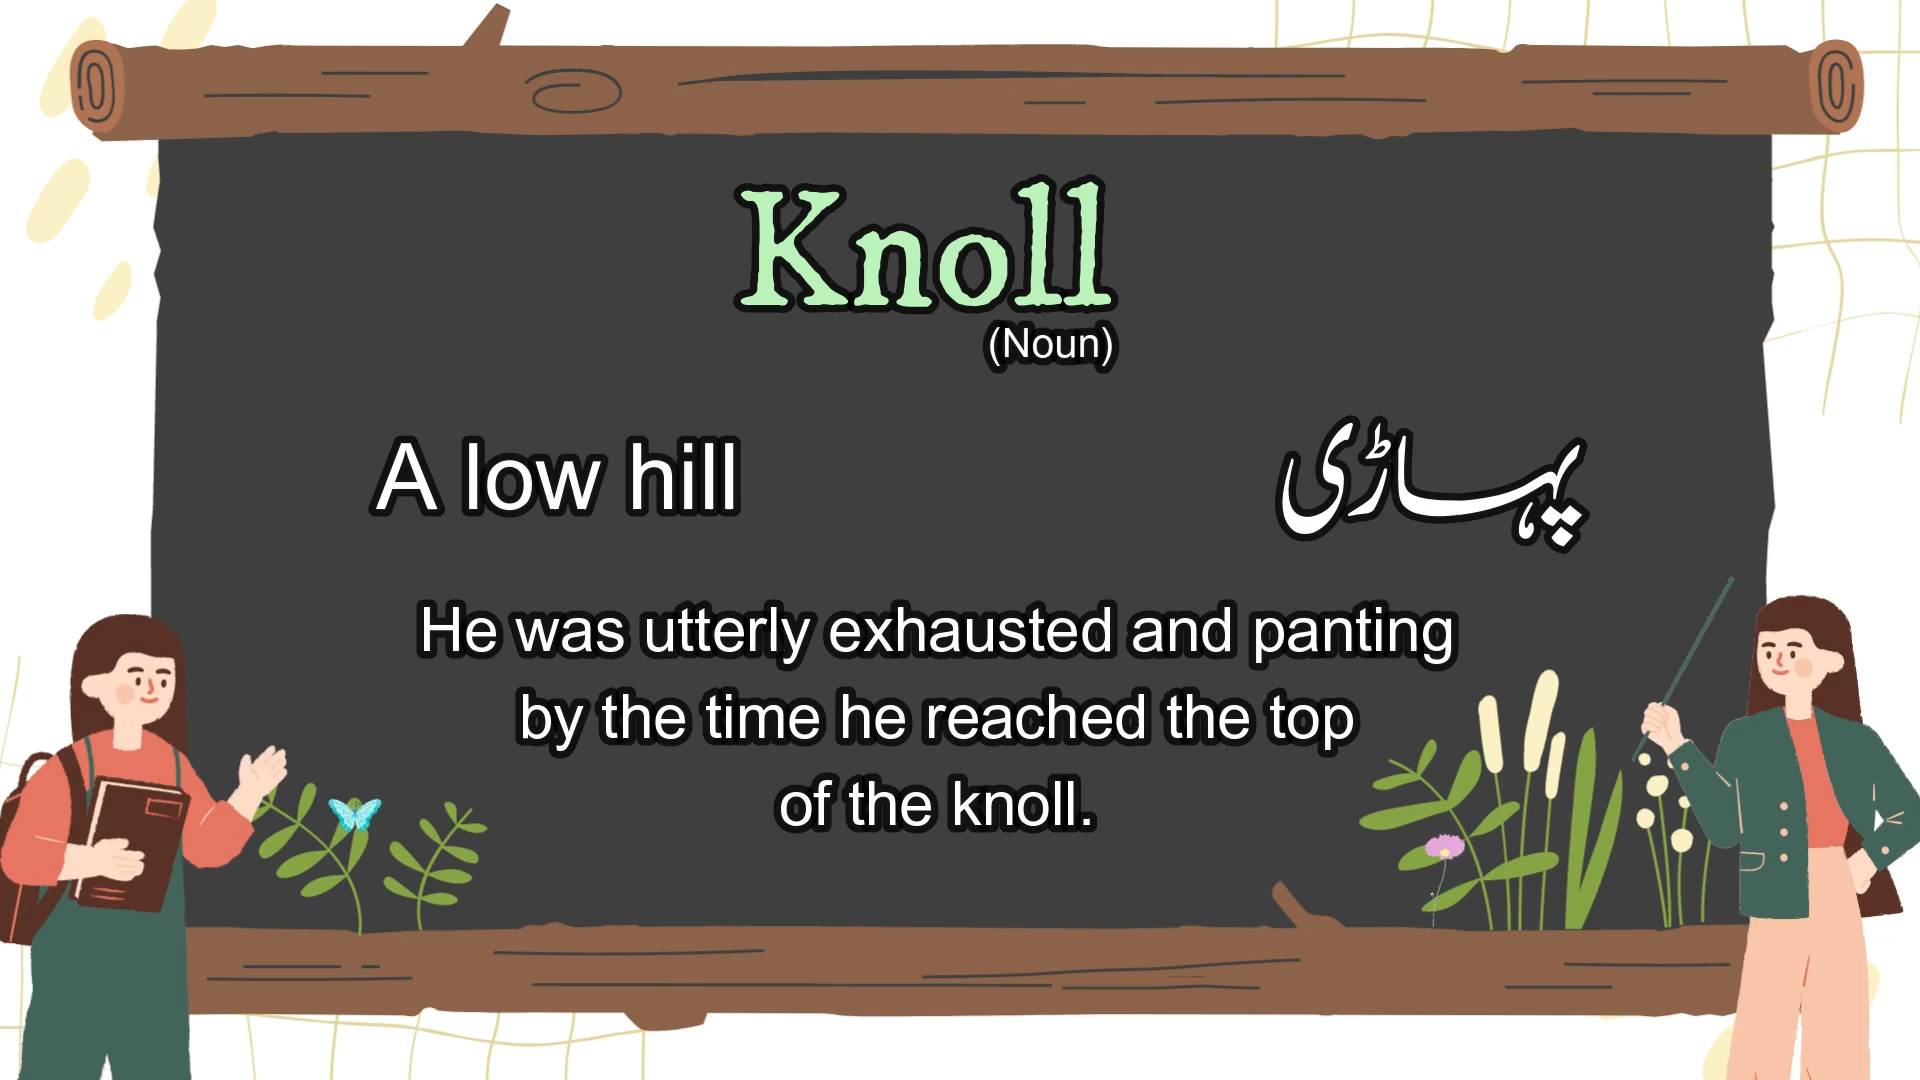 Knoll
(Noun)
A low hill
پہاڑی
He was utterly exhausted and panting
by the time he reached the top
of the knoll.